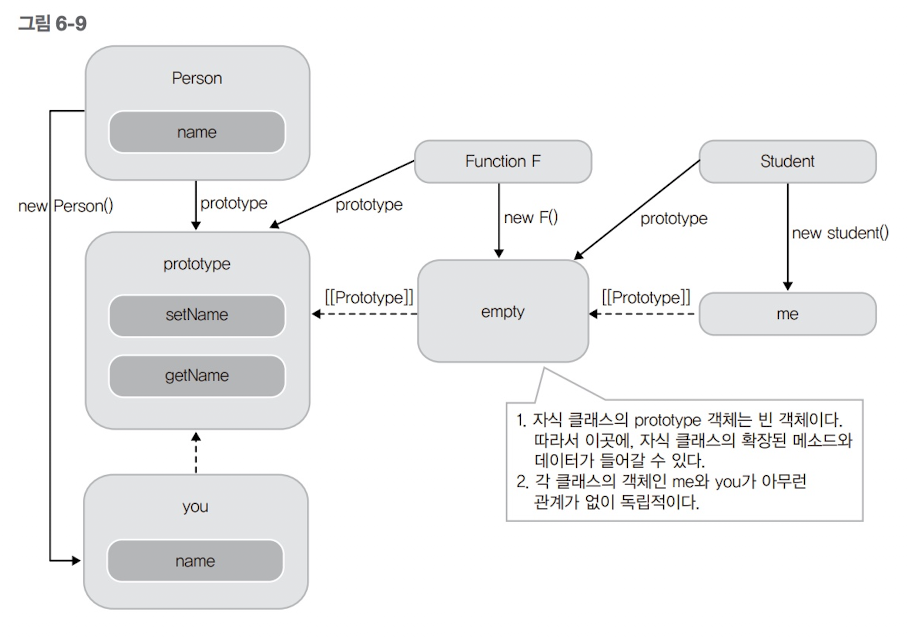 그림 6-9
Person
name
new Person()
prototype
prototype
setName
getName
you
name
prototype
Function F
new F()
[[Prototype]]
empty
Student
prototype
new student()
[[Prototype]]
me
1. 자식 클래스의 prototype 객체는 빈 객체이다.
따라서 이곳에, 자식 클래스의 확장된 메소드와
데이터가 들어갈 수 있다.
2. 각 클래스의 객체인 me와 you가 아무런
관계가 없이 독립적이다.